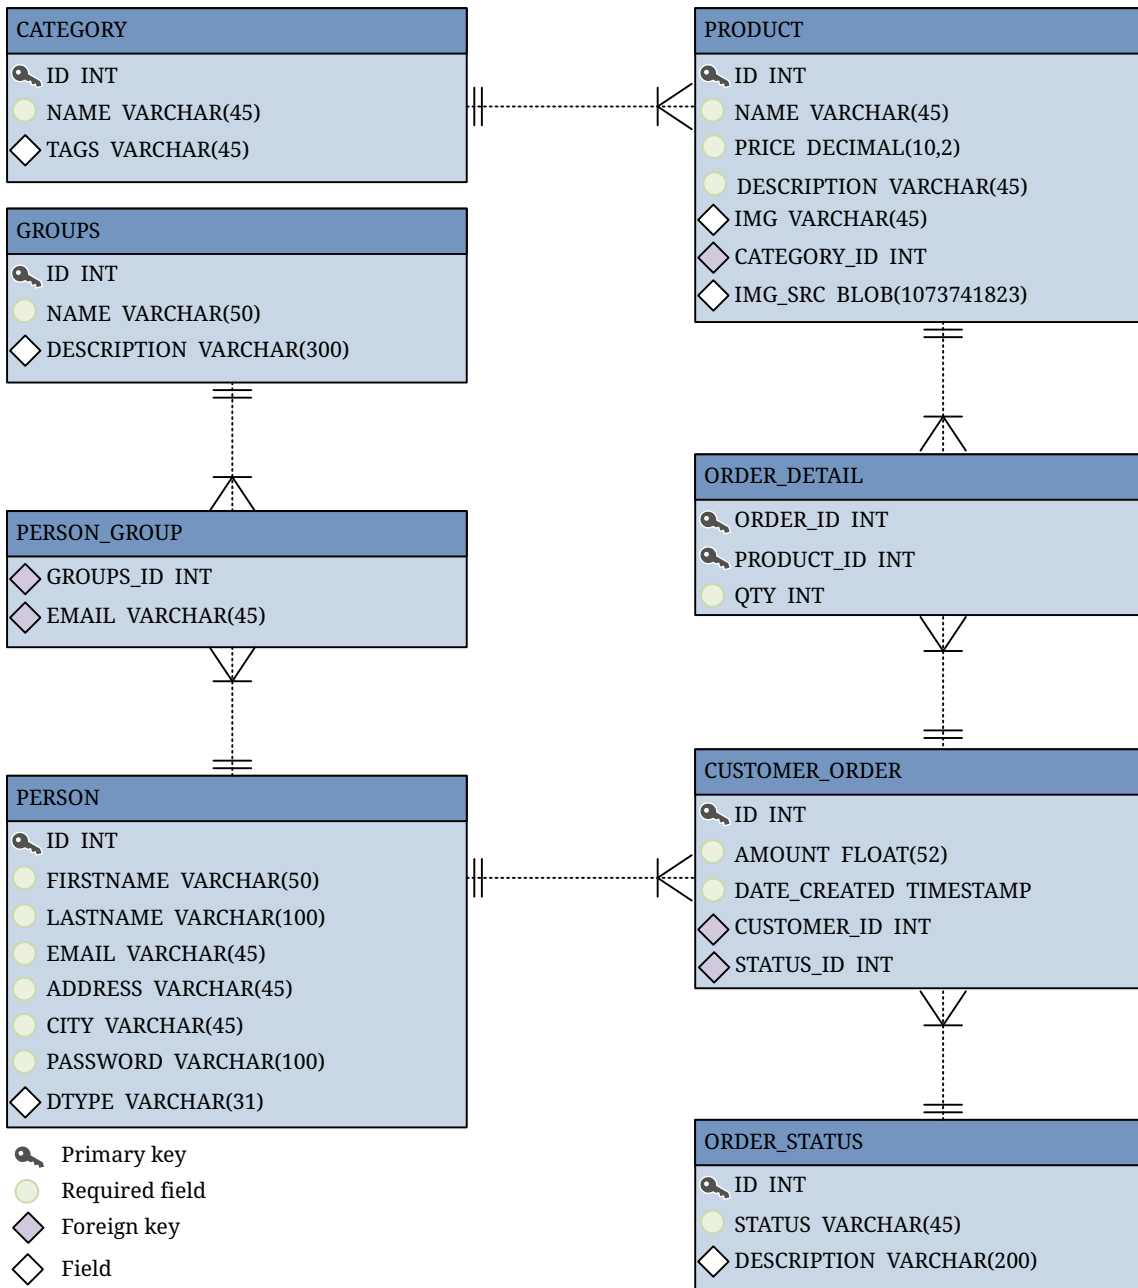 CATEGORY
ID INT
NAME VARCHAR(45)
TAGS VARCHAR(45)
GROUPS
ID INT
NAME VARCHAR(50)
DESCRIPTION VARCHAR(300)
PERSON_GROUP
GROUPS_ID INT
EMAIL VARCHAR(45)
PERSON
ID INT
FIRSTNAME VARCHAR(50)
LASTNAME VARCHAR(100)
EMAIL VARCHAR(45)
ADDRESS VARCHAR(45)
CITY VARCHAR(45)
PASSWORD VARCHAR(100)
DTYPE VARCHAR(31)
Primary key
Required field
Foreign key
Field
PRODUCT
ID INT
NAME VARCHAR(45)
PRICE DECIMAL(10,2)
DESCRIPTION VARCHAR(45)
IMG VARCHAR(45)
CATEGORY_ID INT
IMG_SRC BLOB(1073741823)
ORDER_DETAIL
ORDER_ID INT
PRODUCT_ID INT
QTY INT
CUSTOMER_ORDER
ID INT
AMOUNT FLOAT(52)
DATE_CREATED TIMESTAMP
CUSTOMER_ID INT
STATUS_ID INT
ORDER_STATUS
ID INT
STATUS VARCHAR(45)
DESCRIPTION VARCHAR(200)